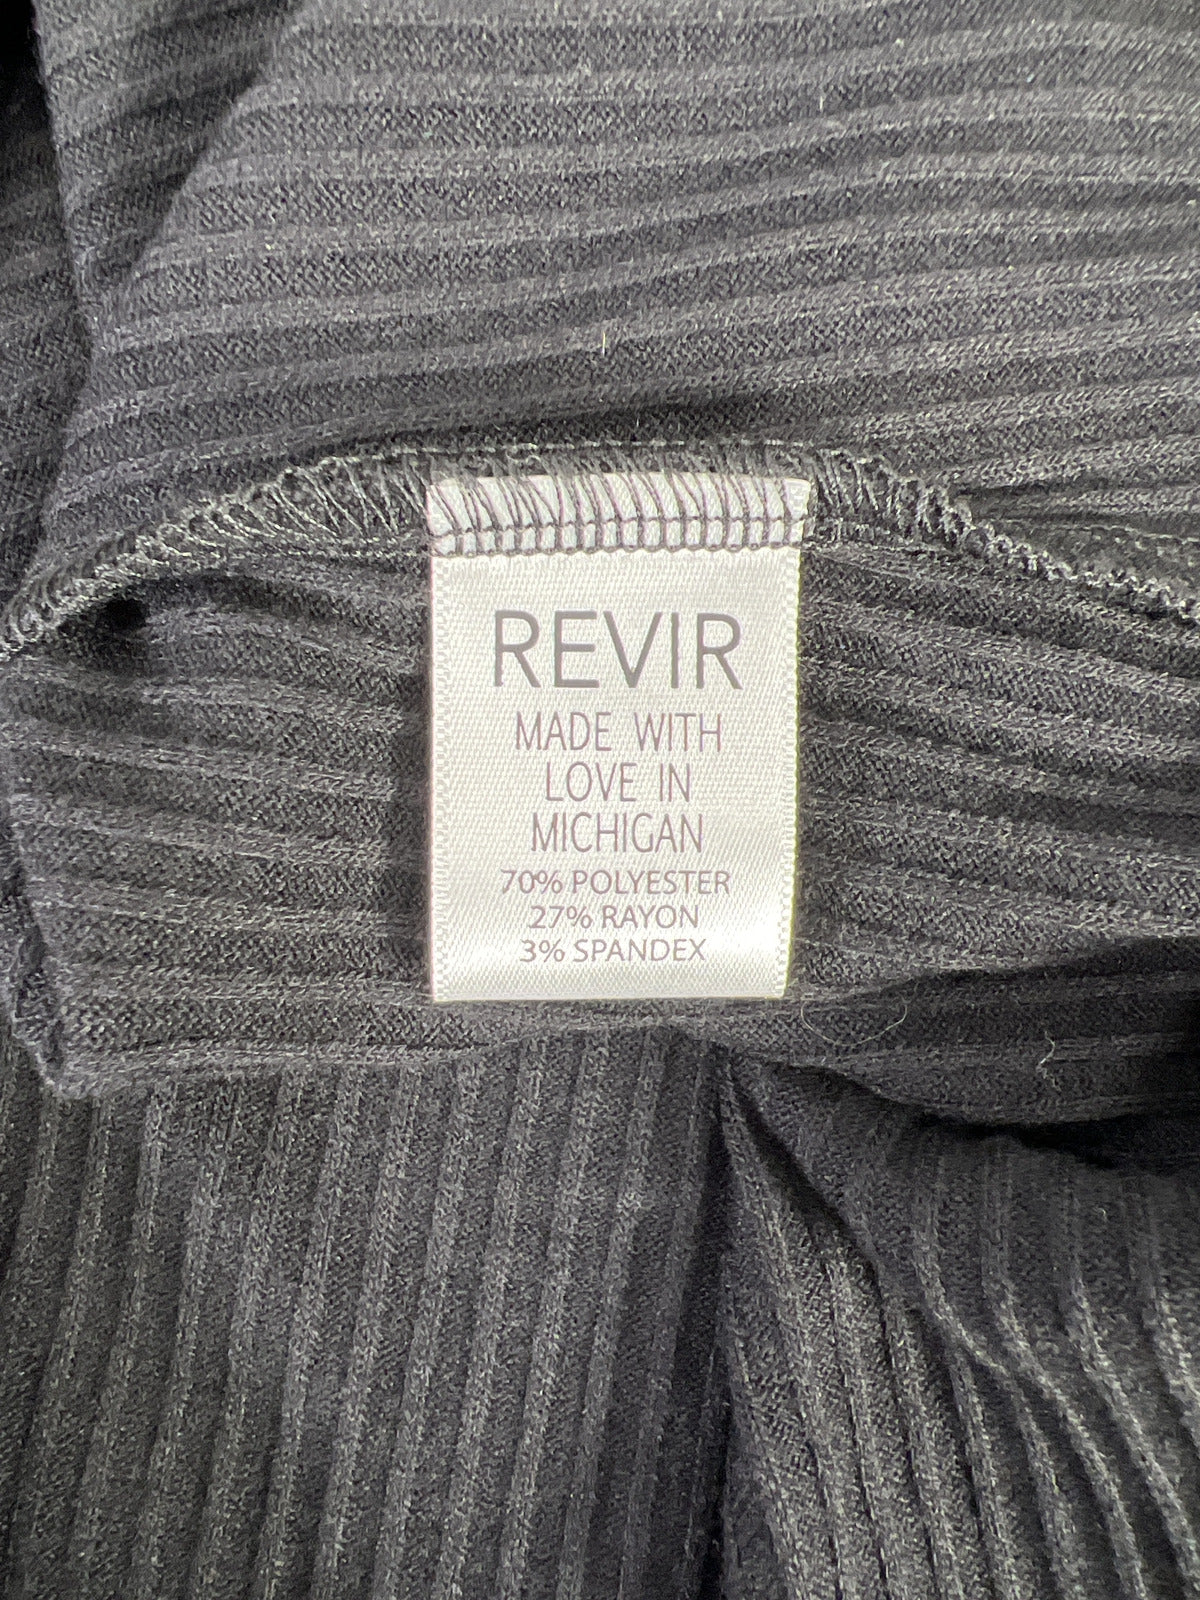 REVIR
MADE WITH
LOVE IN
MICHIGAN
70% POLYESTER
27% RAYON
3% SPANDEX